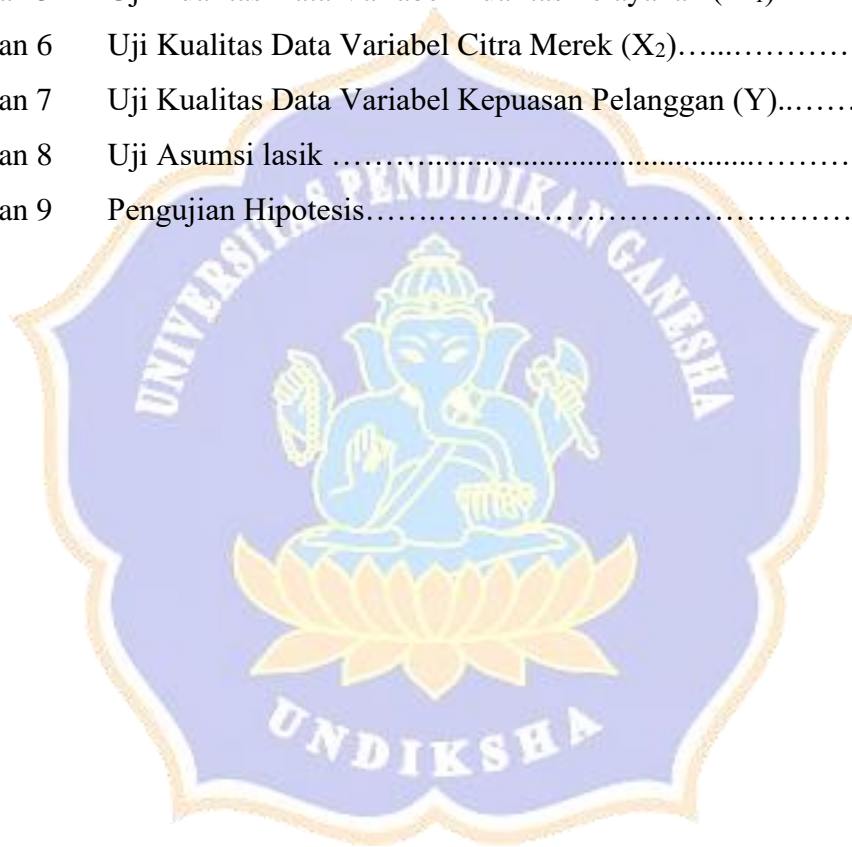 an 6 Uji Kualitas Data Variabel Citra Merek (X₂)…...…………
an 7 Uji Kualitas Data Variabel Kepuasan Pelanggan (Y)..……
an 8 Uji Asumsi lasik ……...............................................…………
an 9 Pengujian Hipotesis…….………………………………………
UNIVERSITAS PENDIDIKAN GANESHA
UNDIKSHA